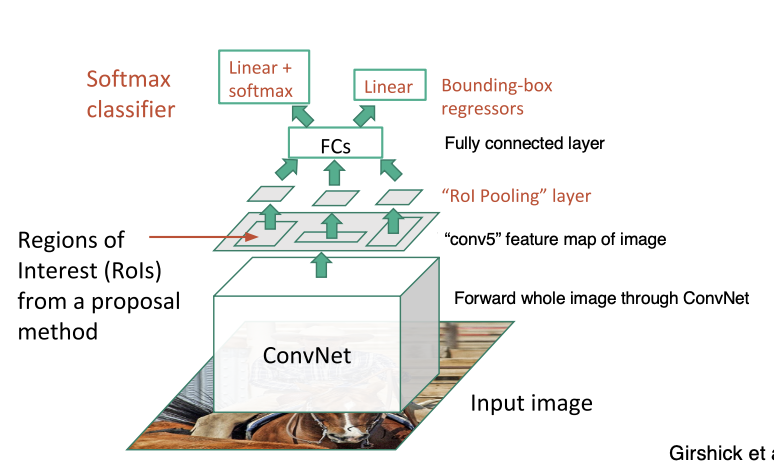 Softmax
classifier
Linear +
softmax
Linear
Bounding-box
regressors
FCs
Fully connected layer
“RoI Pooling” layer
Regions of
Interest (RoIs)
from a proposal
method
“conv5” feature map of image
Forward whole image through ConvNet
ConvNet
Input image
Girshick et